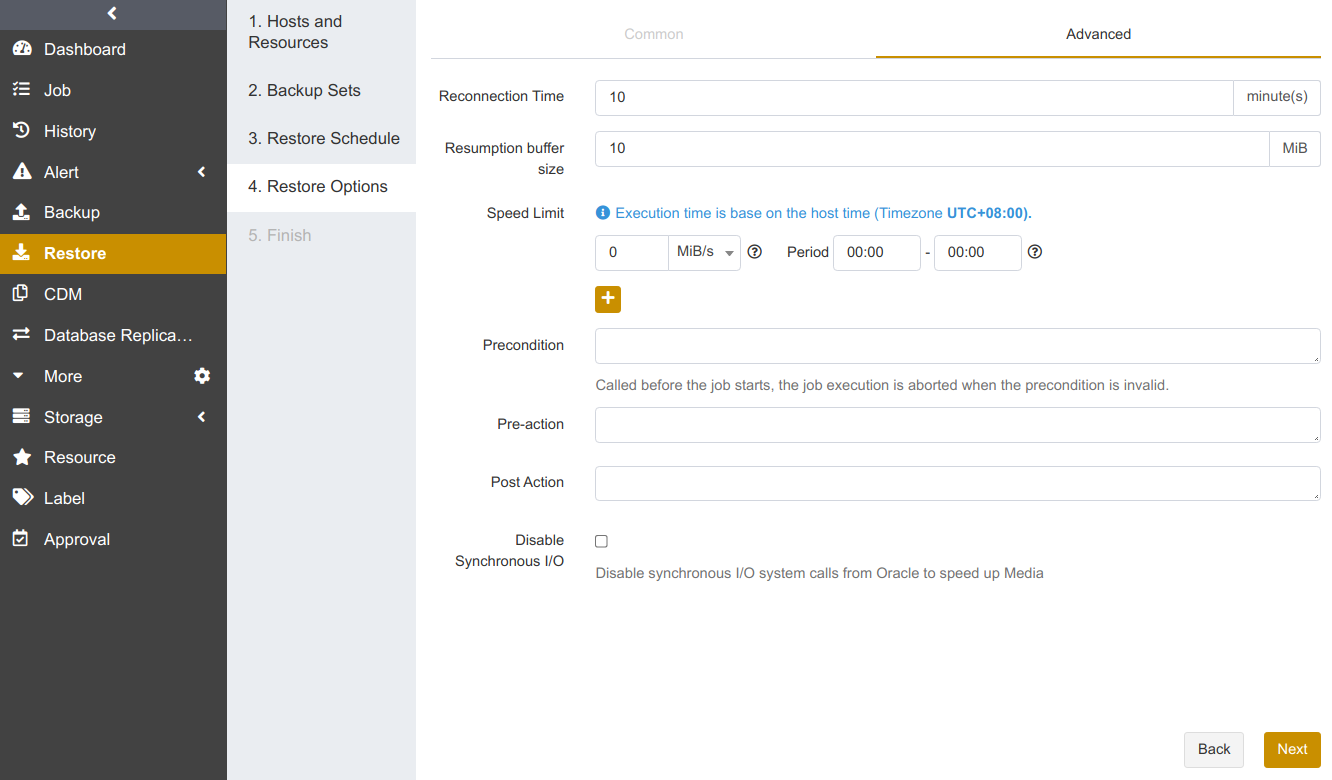 Dashboard
Job
History
Alert
Backup
Restore
CDM
Database Replica…
More
Storage
Resource
Label
Approval
1. Hosts and
Resources
2. Backup Sets
3. Restore Schedule
4. Restore Options
5. Finish
Common
Advanced
Reconnection Time
10
minute(s)
Resumption buffer
size
10
MiB
Speed Limit
Execution time is base on the host time (Timezone UTC+08:00).
0
MiB/s
Period
00:00
-
00:00
Precondition
Called before the job starts, the job execution is aborted when the precondition is invalid.
Pre-action
Post Action
Disable
Synchronous I/O
Disable synchronous I/O system calls from Oracle to speed up Media
Back
Next